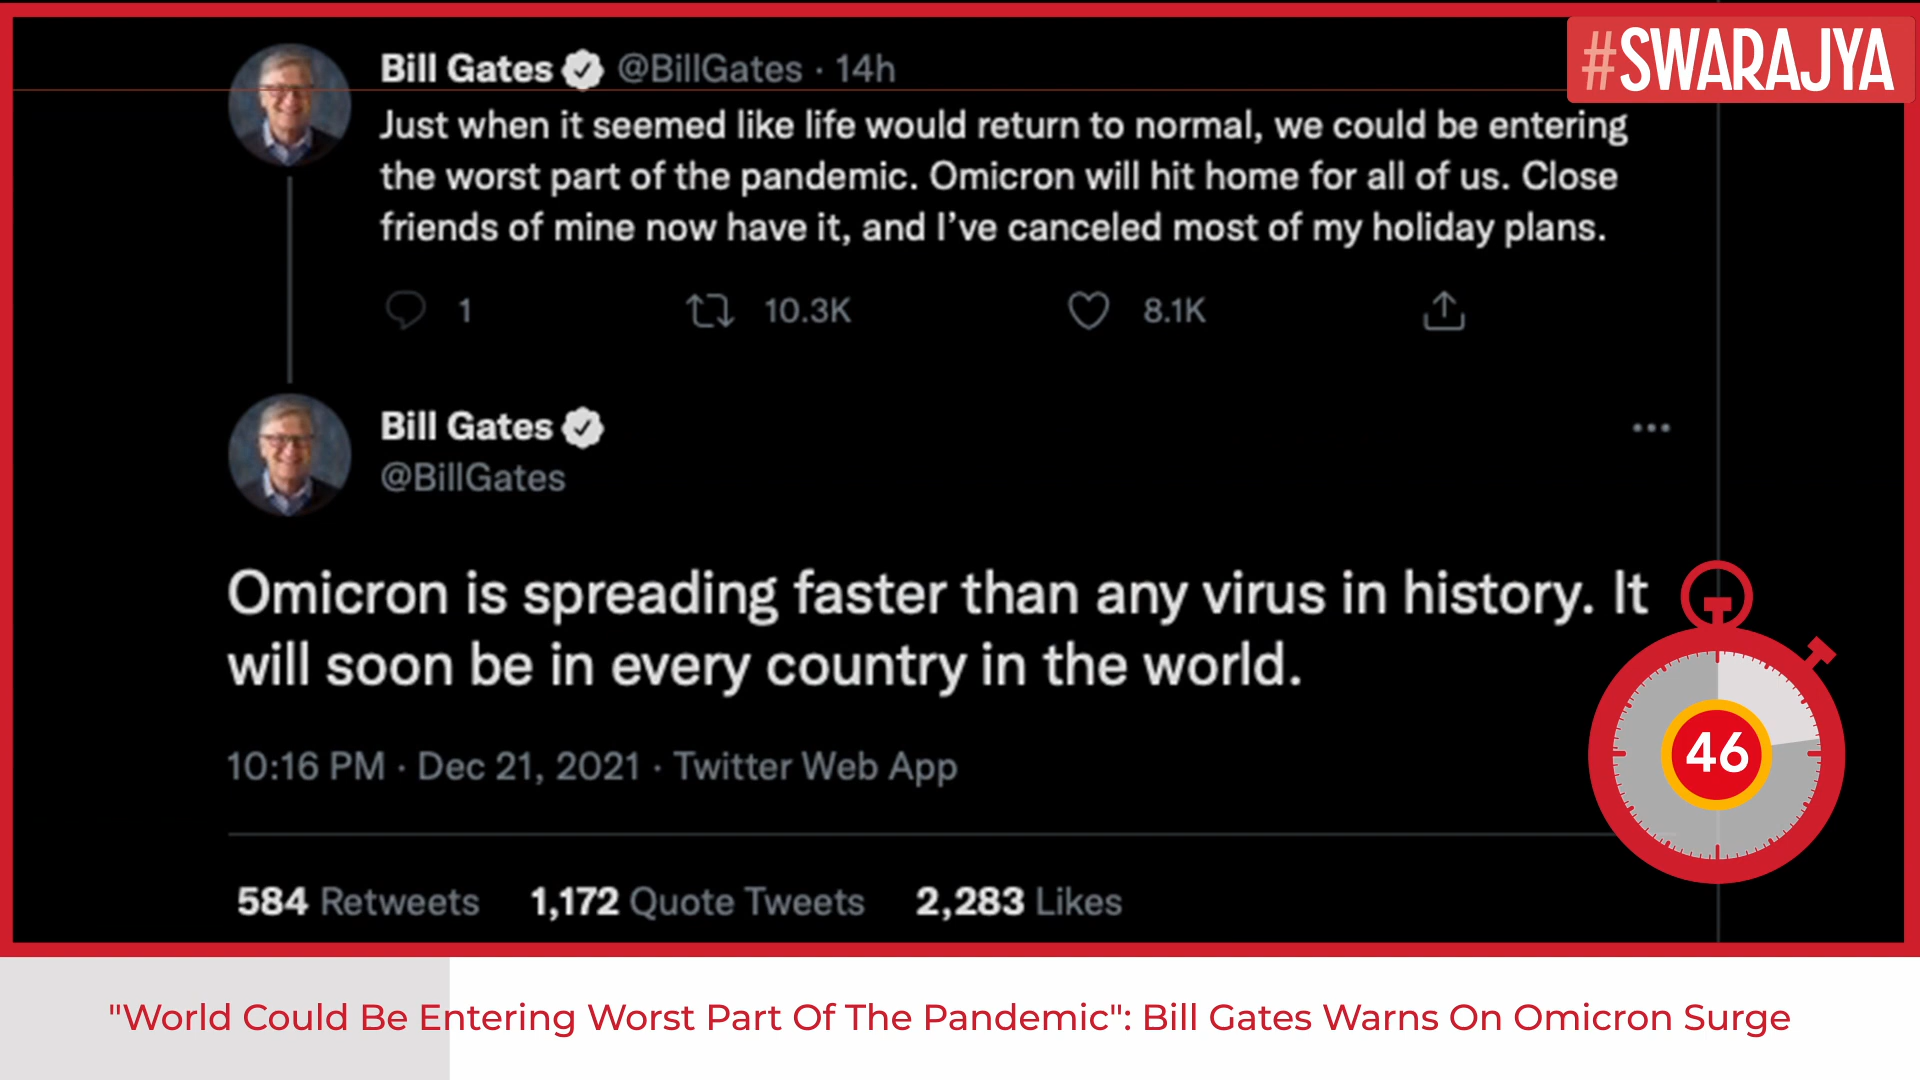 #SWARAJYA
Bill Gates @BillGates · 14h
Just when it seemed like life would return to normal, we could be entering
the worst part of the pandemic. Omicron will hit home for all of us. Close
friends of mine now have it, and I’ve canceled most of my holiday plans.
1 10.3K 8.1K
Bill Gates
@BillGates
Omicron is spreading faster than any virus in history. It
will soon be in every country in the world.
10:16 PM · Dec 21, 2021 · Twitter Web App
584 Retweets 1,172 Quote Tweets 2,283 Likes
46
"World Could Be Entering Worst Part Of The Pandemic": Bill Gates Warns On Omicron Surge